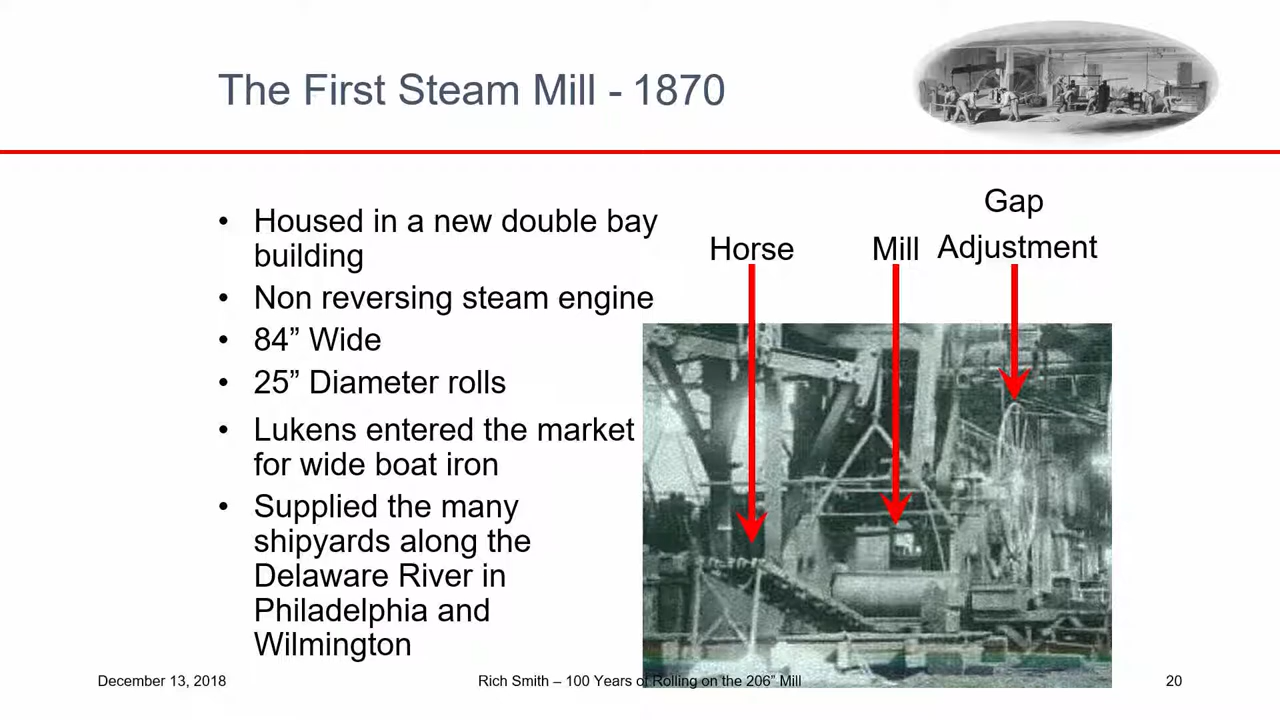 The First Steam Mill - 1870
• Housed in a new double bay
building
• Non reversing steam engine
• 84” Wide
• 25” Diameter rolls
• Lukens entered the market
for wide boat iron
• Supplied the many
shipyards along the
Delaware River in
Philadelphia and
Wilmington
Horse
Mill
Gap
Adjustment
December 13, 2018
Rich Smith – 100 Years of Rolling on the 206” Mill
20